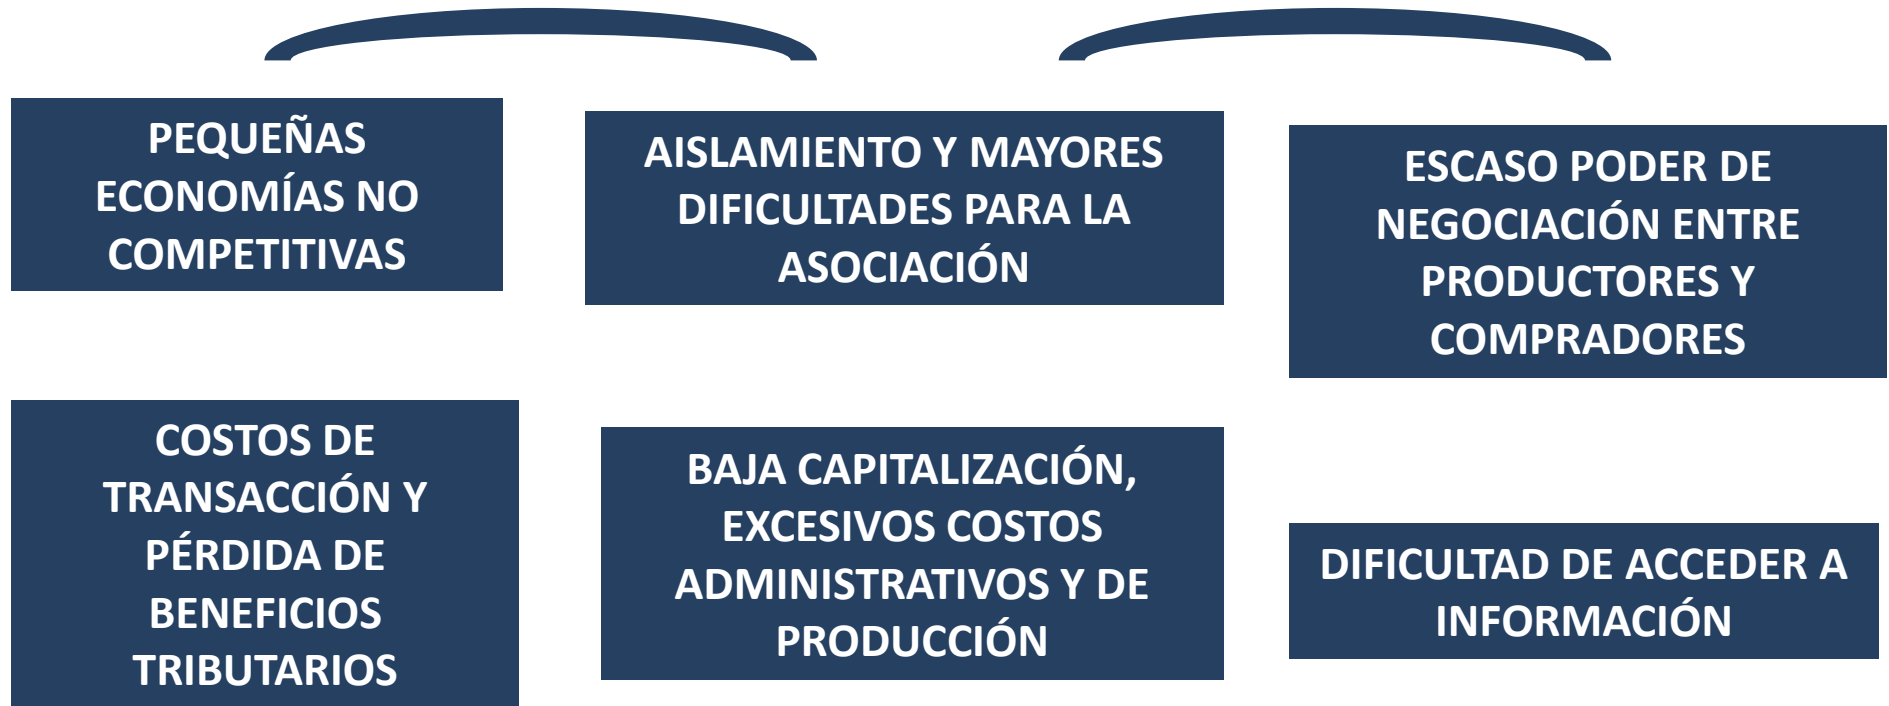 PEQUEÑAS
ECONOMÍAS NO
COMPETITIVAS
AISLAMIENTO Y MAYORES
DIFICULTADES PARA LA
ASOCIACIÓN
ESCASO PODER DE
NEGOCIACIÓN ENTRE
PRODUCTORES Y
COMPRADORES
COSTOS DE
TRANSACCIÓN Y
PÉRDIDA DE
BENEFICIOS
TRIBUTARIOS
BAJA CAPITALIZACIÓN,
EXCESIVOS COSTOS
ADMINISTRATIVOS Y DE
PRODUCCIÓN
DIFICULTAD DE ACCEDER A
INFORMACIÓN